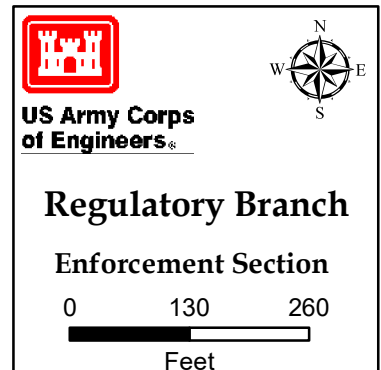 N
W E
S
US Army Corps
of Engineers®
Regulatory Branch
Enforcement Section
0 130 260
Feet